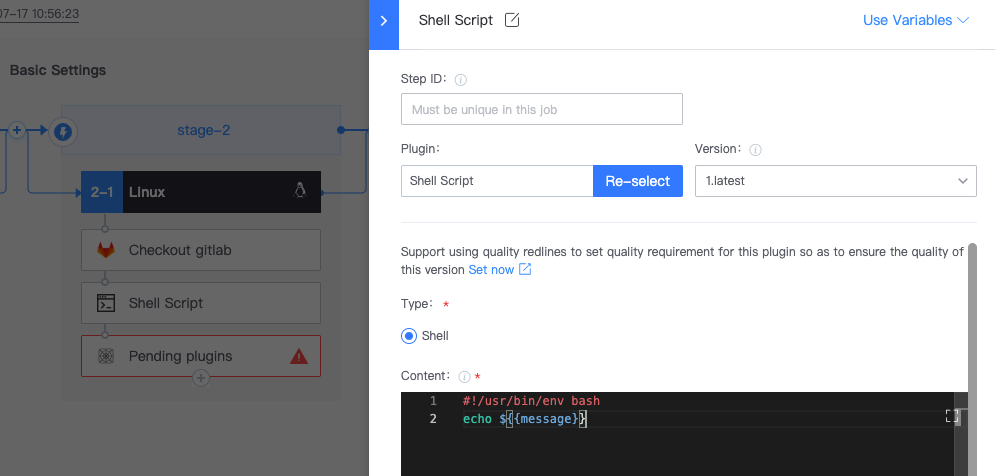 07-17 10:56:23
Basic Settings
stage-2
2-1 Linux
Checkout gitlab
Shell Script
Pending plugins
Shell Script
Use Variables
Step ID:
Must be unique in this job
Plugin:
Version:
Shell Script
Re-select
1.latest
Support using quality redlines to set quality requirement for this plugin so as to ensure the quality of
this version Set now
Type: *
Shell
Content: *
1 #!/usr/bin/env bash
2 echo ${{message}}